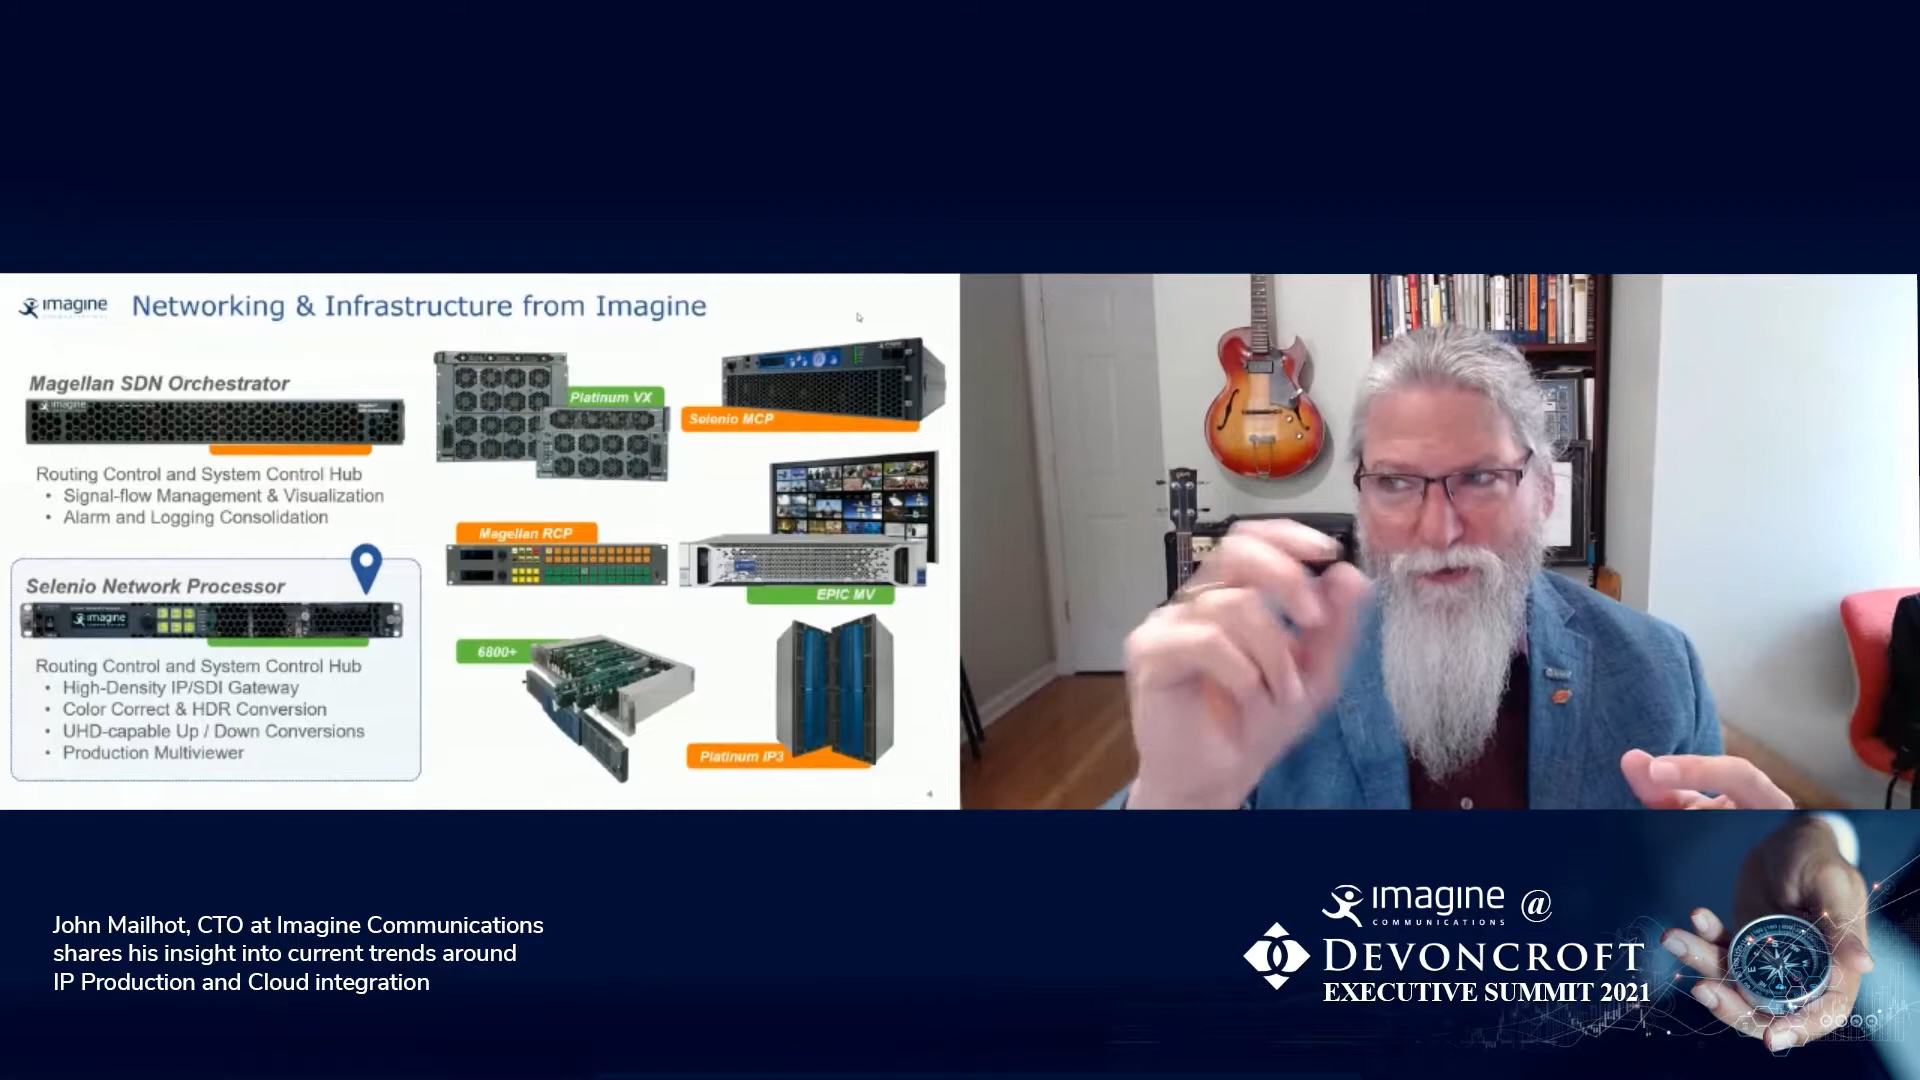 imagine
Networking & Infrastructure from Imagine
Magellan SDN Orchestrator
imagine
Routing Control and System Control Hub
• Signal-flow Management & Visualization
• Alarm and Logging Consolidation
Selenio Network Processor
imagine
Routing Control and System Control Hub
• High-Density IP/SDI Gateway
• Color Correct & HDR Conversion
• UHD-capable Up / Down Conversions
• Production Multiviewer
Platinum VX
Selenio MCP
Magellan RCP
EPIC MV
6800+
Platinum IP3
4
John Mailhot, CTO at Imagine Communications
shares his insight into current trends around
IP Production and Cloud integration
imagine @
COMMUNICATIONS
DEVONCROFT
EXECUTIVE SUMMIT 2021